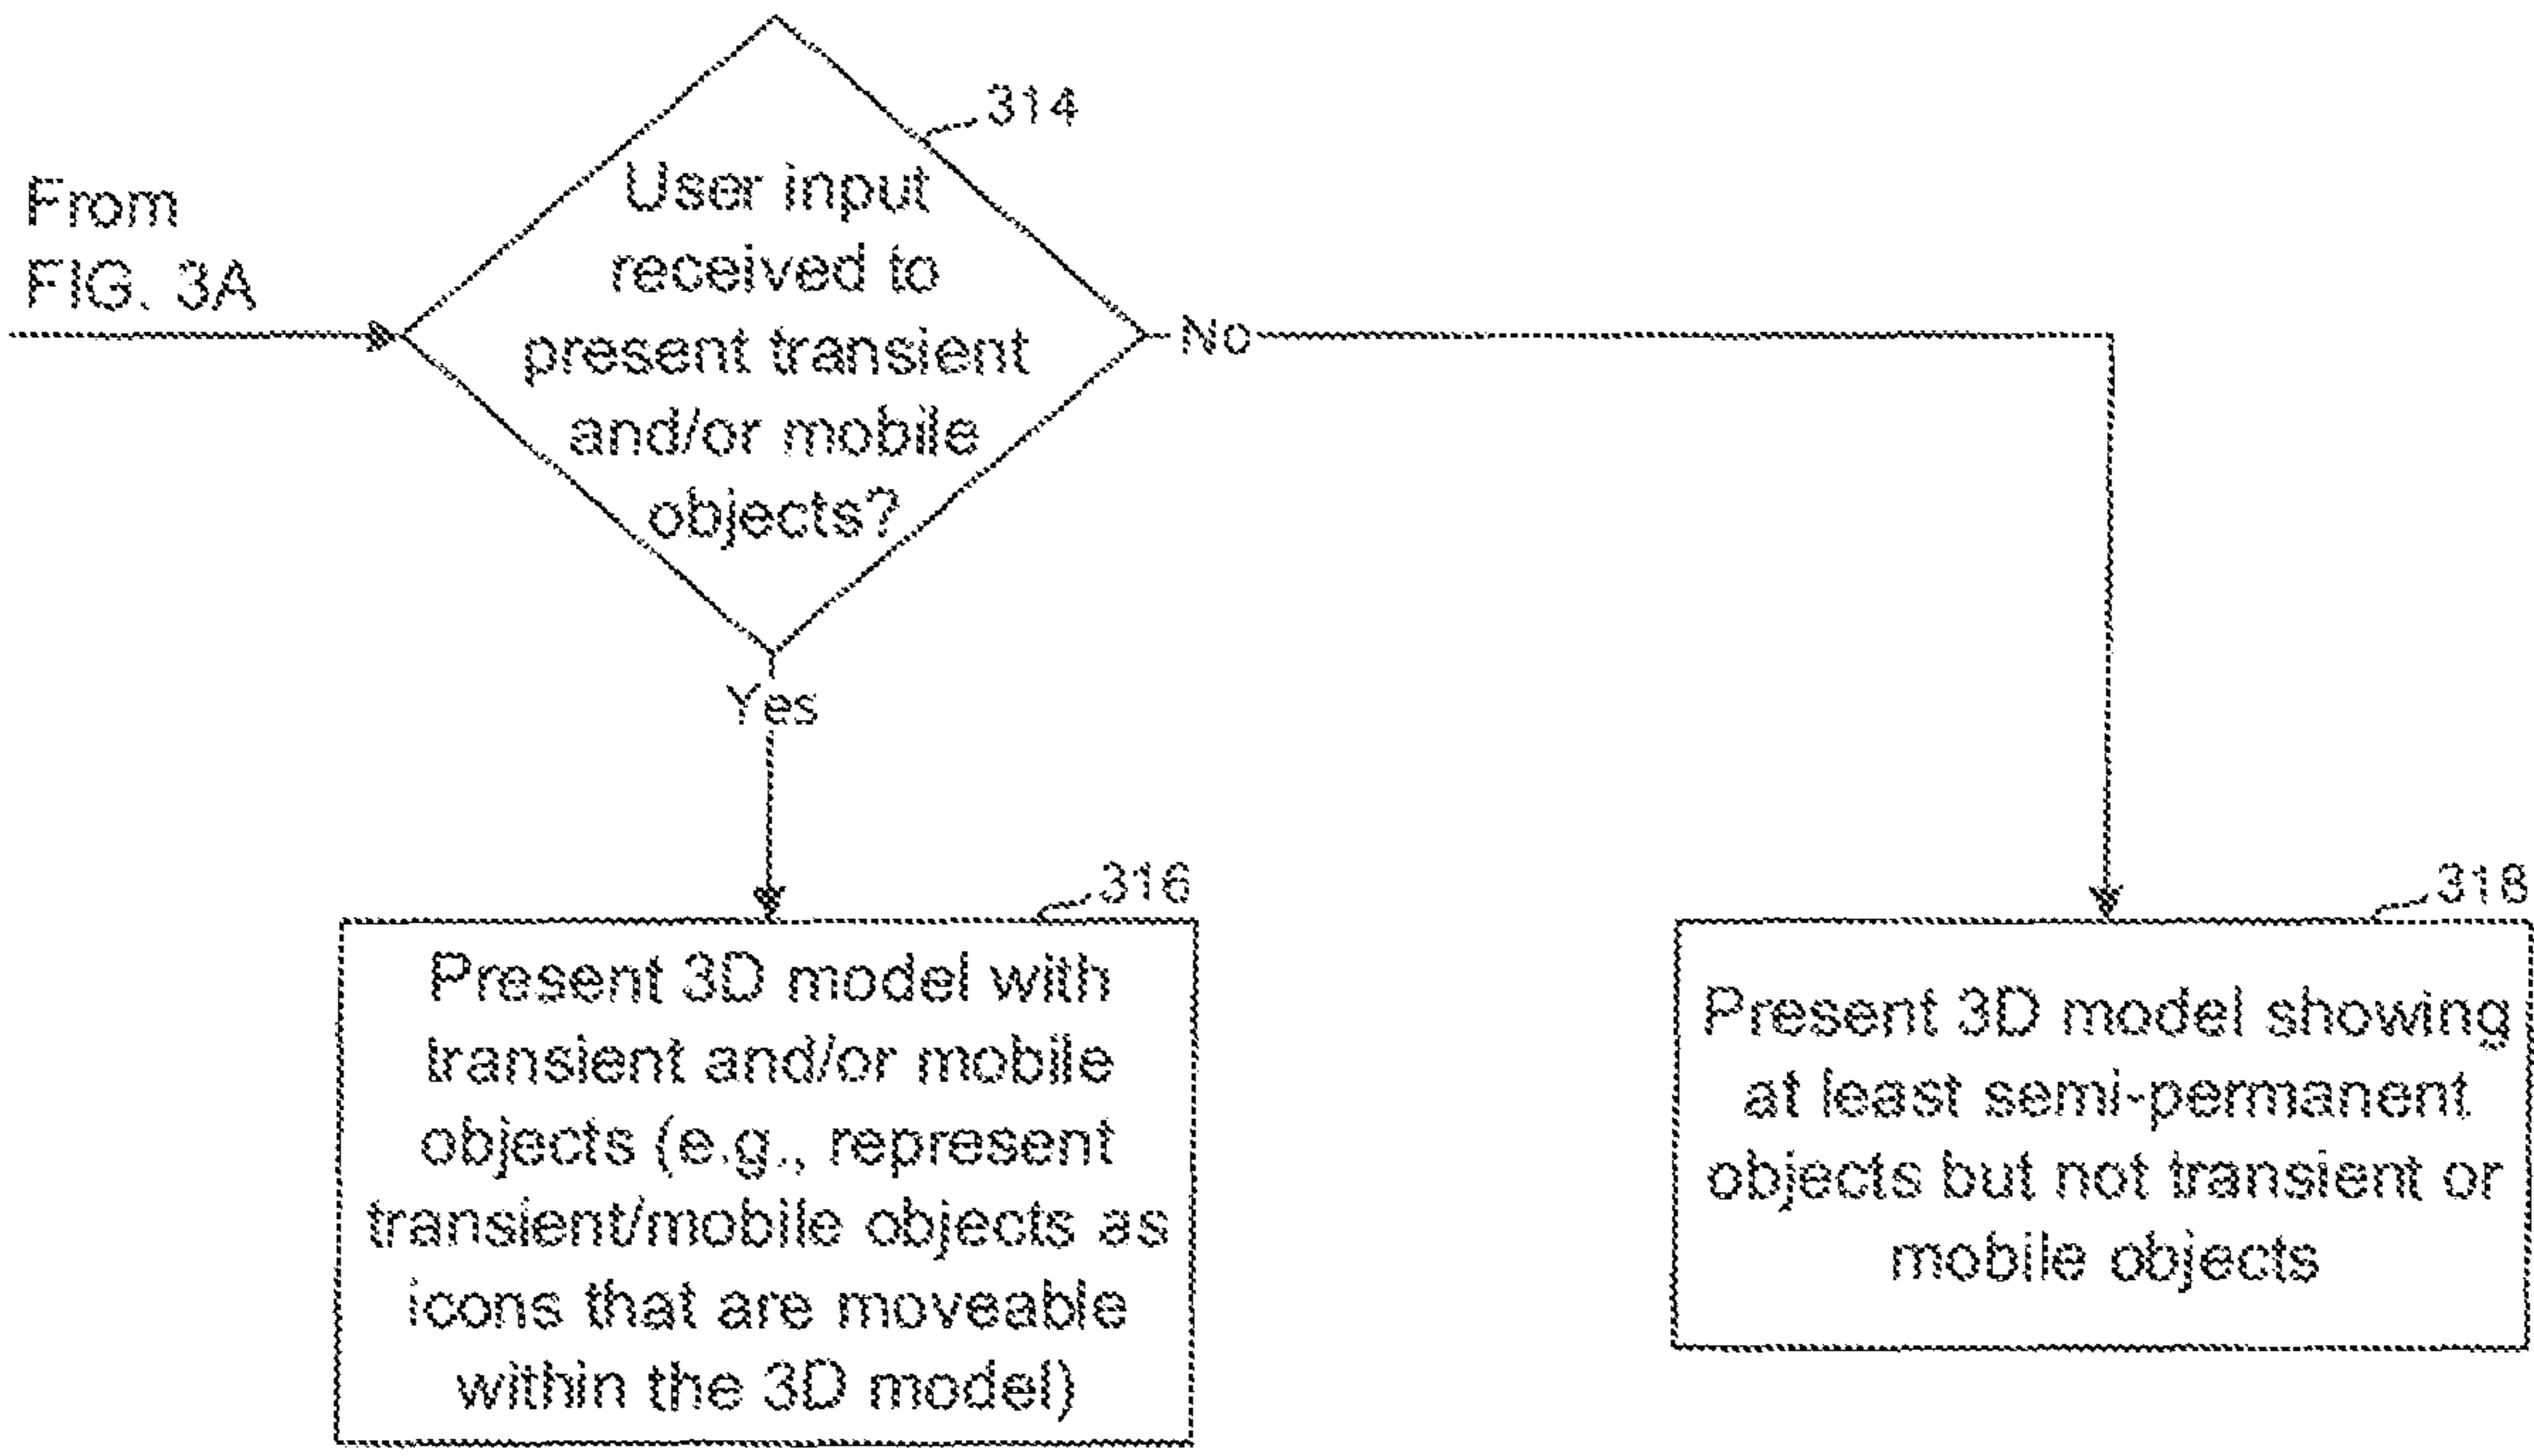 From
FIG. 3A
314
User input
received to
present transient
and/or mobile
objects?
No
Yes
316
Present 3D model with
transient and/or mobile
objects (e.g., represent
transient/mobile objects as
icons that are moveable
within the 3D model)
318
Present 3D model showing
at least semi-permanent
objects but not transient or
mobile objects